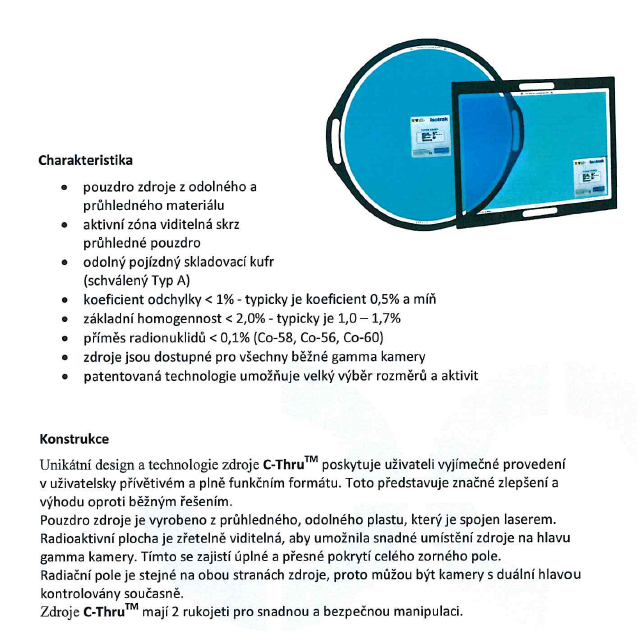 Isotrak
Isotrak
Charakteristika
• pouzdro zdroje z odolného a
průhledného materiálu
• aktivní zóna viditelná skrz
průhledné pouzdro
• odolný pojízdný skladovací kufr
(schválený Typ A)
• koeficient odchylky < 1% - typicky je koeficient 0,5% a míň
• základní homogennost < 2,0% - typicky je 1,0 – 1,7%
• příměs radionuklidů < 0,1% (Co-58, Co-56, Co-60)
• zdroje jsou dostupné pro všechny běžné gamma kamery
• patentovaná technologie umožňuje velký výběr rozměrů a aktivit
Konstrukce
Unikátní design a technologie zdroje C-Thru™ poskytuje uživateli vyjímečné provedení
v uživatelsky přívětivém a plně funkčním formátu. Toto představuje značné zlepšení a
výhodu oproti běžným řešením.
Pouzdro zdroje je vyrobeno z průhledného, odolného plastu, který je spojen laserem.
Radioaktivní plocha je zřetelně viditelná, aby umožnila snadné umístění zdroje na hlavu
gamma kamery. Tímto se zajistí úplné a přesné pokrytí celého zorného pole.
Radiační pole je stejné na obou stranách zdroje, proto můžou být kamery s duální hlavou
kontrolovány současně.
Zdroje C-Thru™ mají 2 rukojeti pro snadnou a bezpečnou manipulaci.